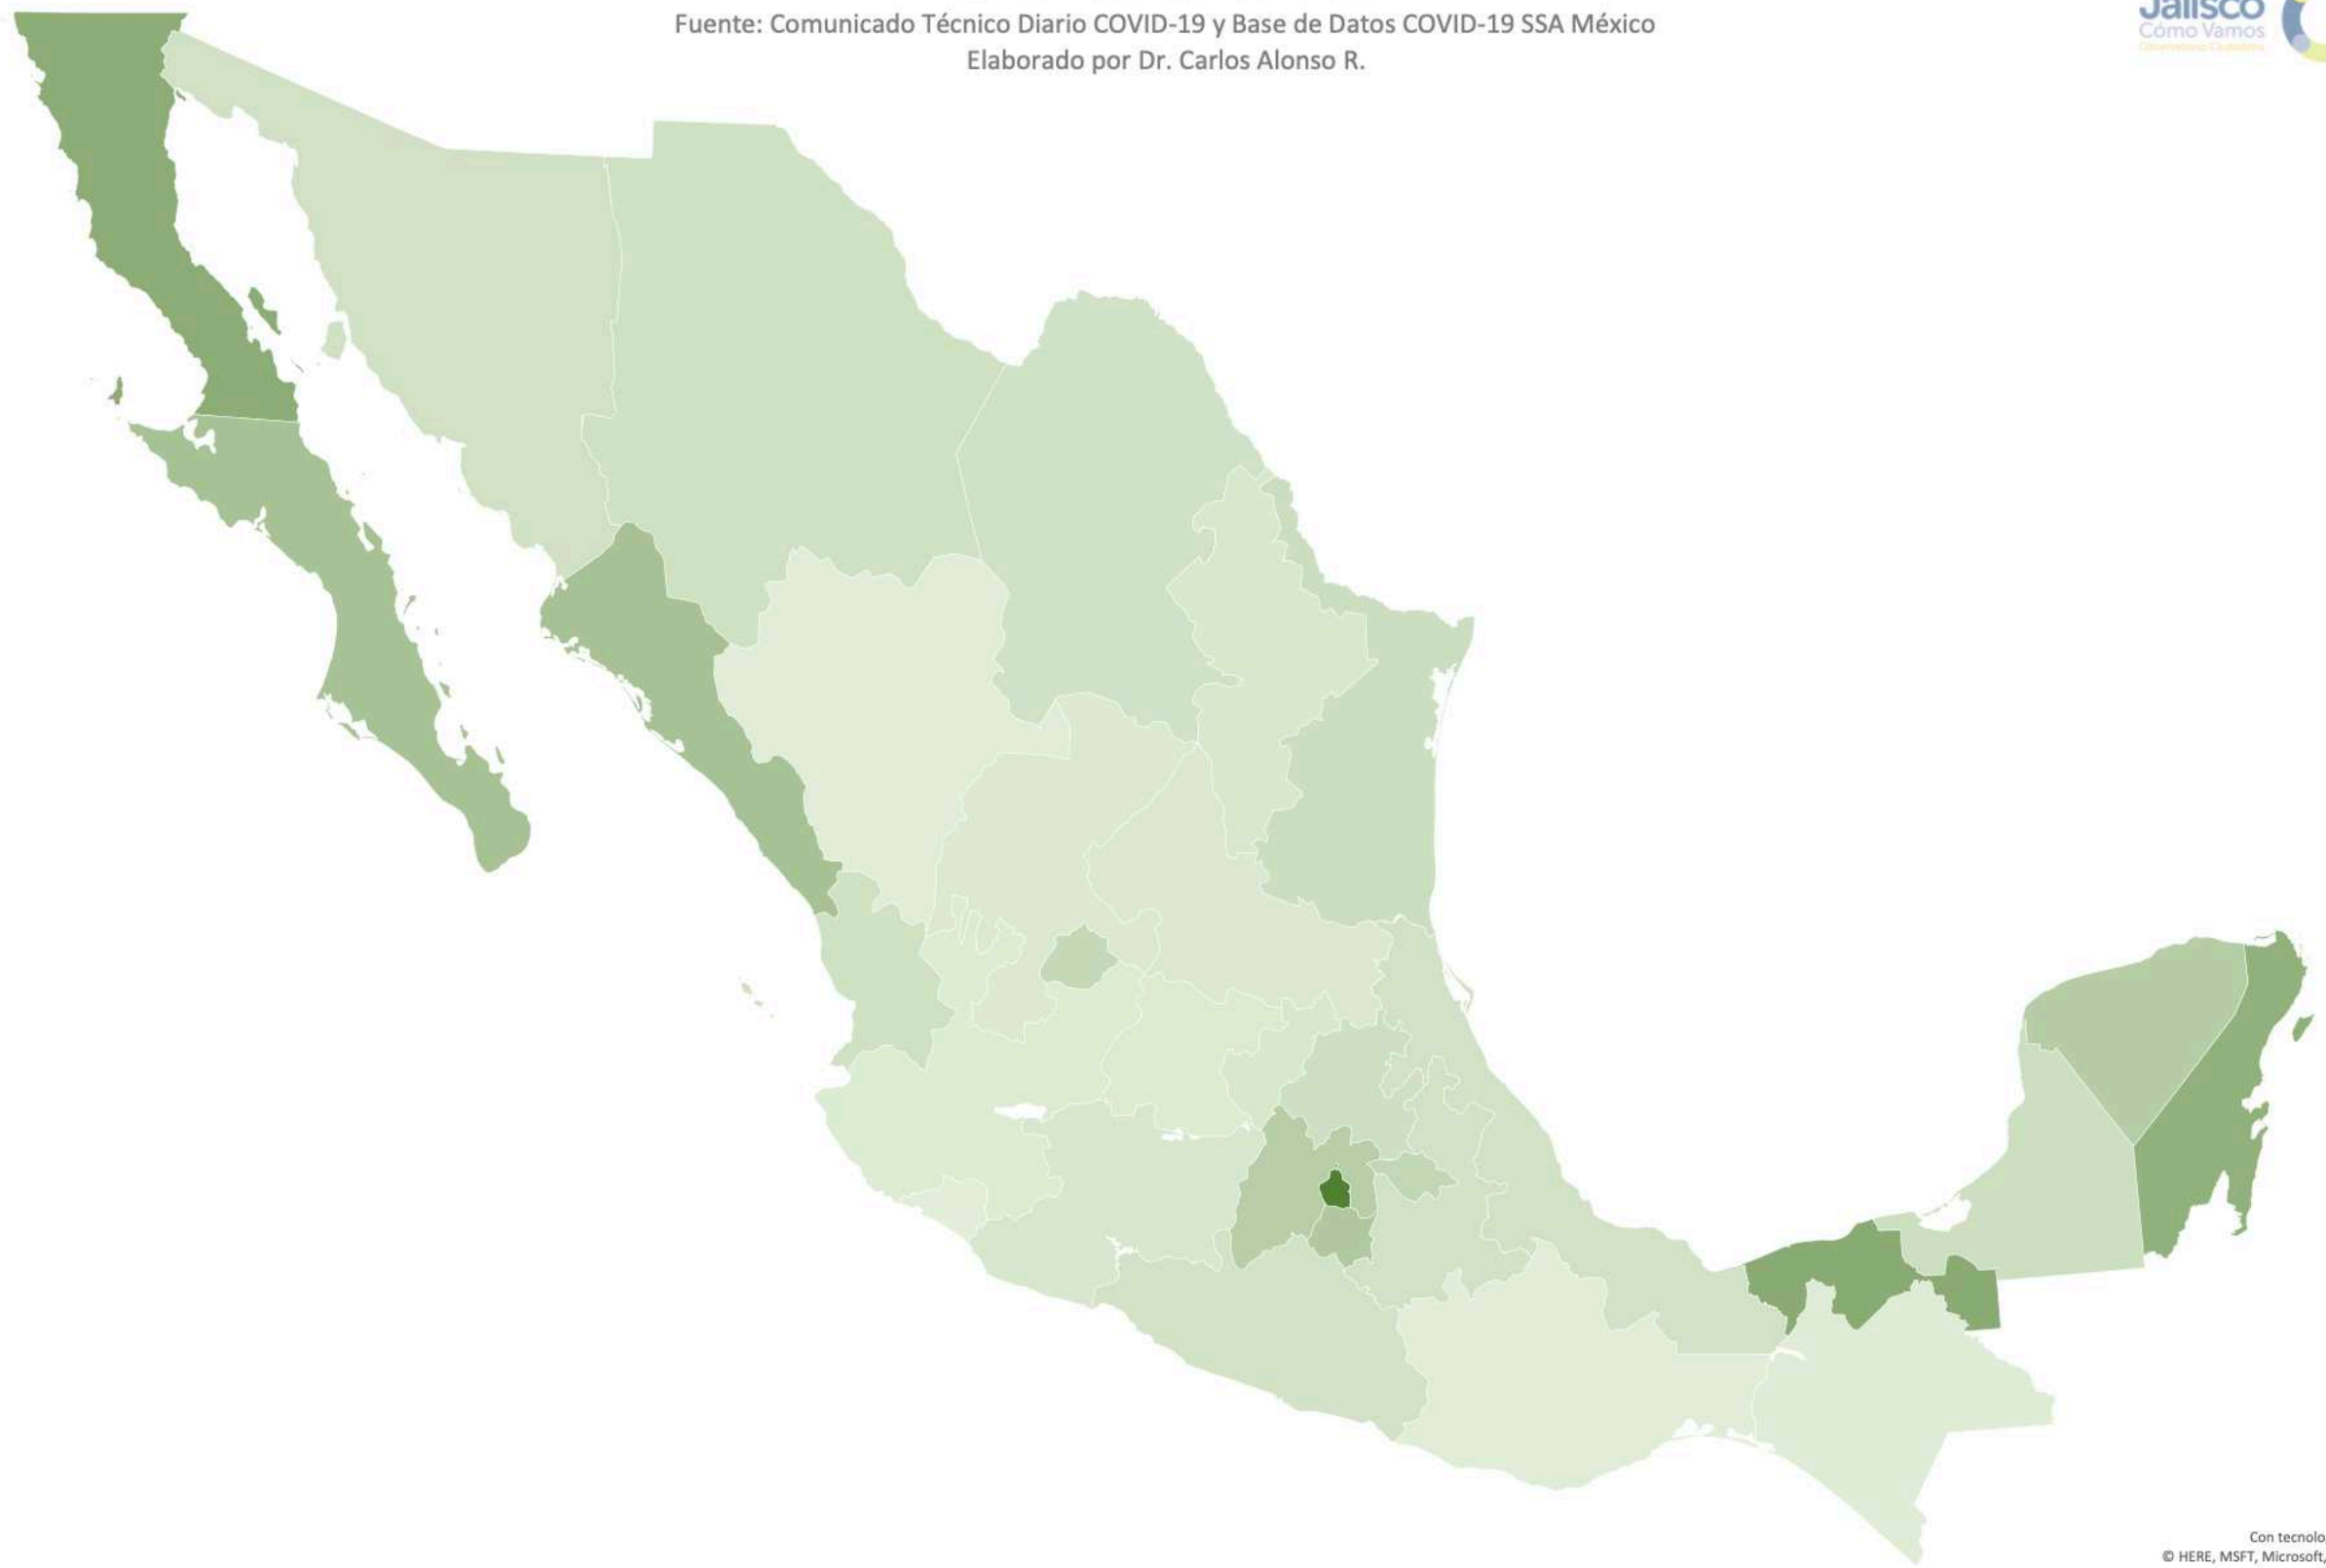 Fuente: Comunicado Técnico Diario COVID-19 y Base de Datos COVID-19 SSA México
Elaborado por Dr. Carlos Alonso R.
Jalisco
Cómo Vamos
Con tecnolo
© HERE, MSFT, Microsoft,